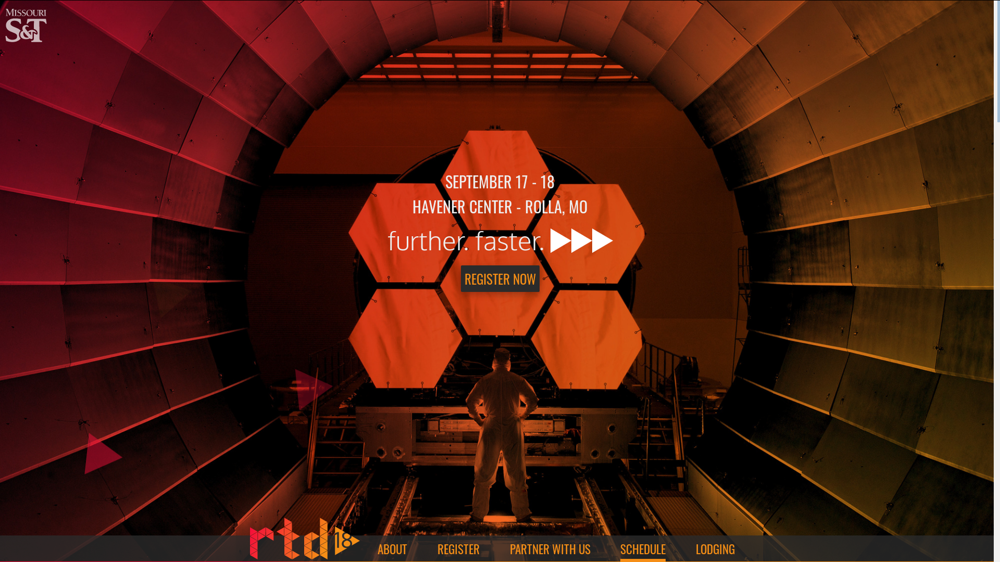 MISSOURI
S&T
SEPTEMBER 17 - 18
HAVENER CENTER - ROLLA, MO
further. faster.
REGISTER NOW
rtd 18
ABOUT
REGISTER
PARTNER WITH US
SCHEDULE
LODGING